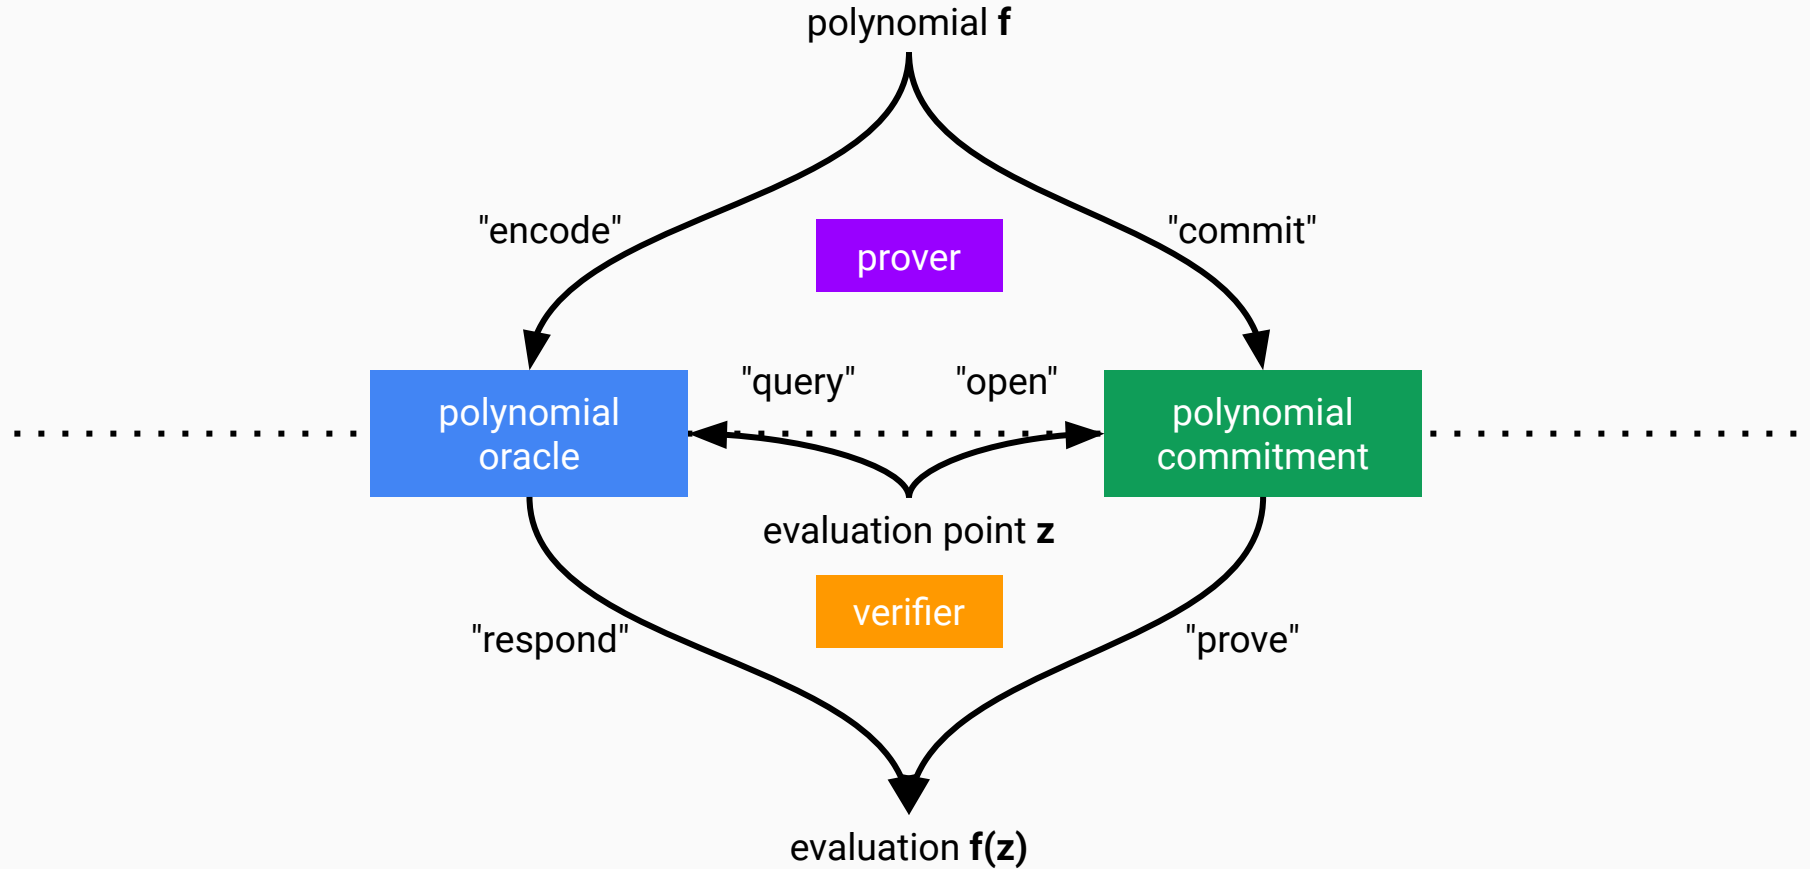 polynomial f
"encode"
"commit"
prover
"query"
"open"
polynomial
oracle
polynomial
commitment
evaluation point z
verifier
"respond"
"prove"
evaluation f(z)